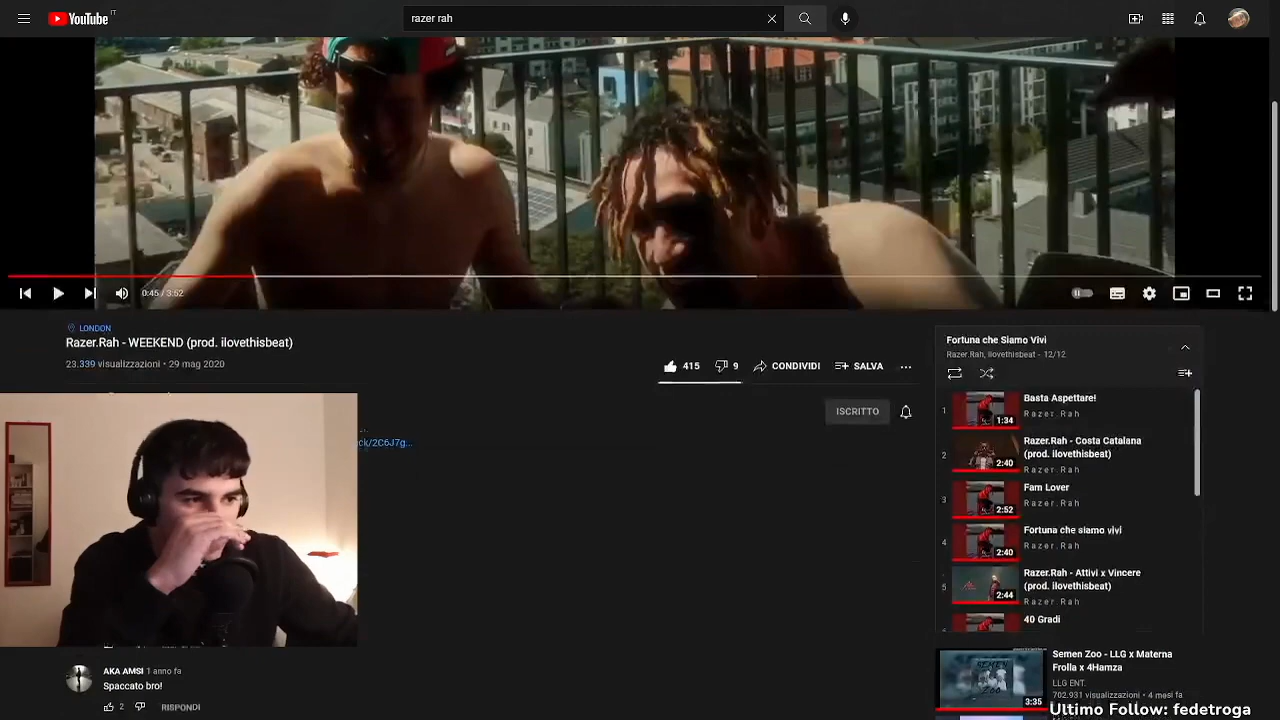 YouTube IT
razer rah
0:45 / 3:52
LONDON
Razer.Rah - WEEKEND (prod. ilovethisbeat)
23.339 visualizzazioni • 29 mag 2020
415
9
CONDIVIDI
SALVA
ISCRITTO
ck/2C6J7g...
AKA AMSI 1 anno fa
Spaccato bro!
2
RISPONDI
Fortuna che Siamo Vivi
Razer.Rah, ilovethisbeat - 12/12
1
1:34
Basta Aspettare!
Razer.Rah
2
2:40
Razer.Rah - Costa Catalana
(prod. ilovethisbeat)
Razer.Rah
3
2:52
Fam Lover
Razer.Rah
4
2:40
Fortuna che siamo vivi
Razer.Rah
5
2:44
Razer.Rah - Attivi x Vincere
(prod. ilovethisbeat)
Razer.Rah
40 Gradi
SEMEN
ZOO
3:35
Semen Zoo - LLG x Materna
Frolla x 4Hamza
LLG ENT.
702.931 visualizzazioni • 4 mesi fa
Ultimo Follow: fedetroga